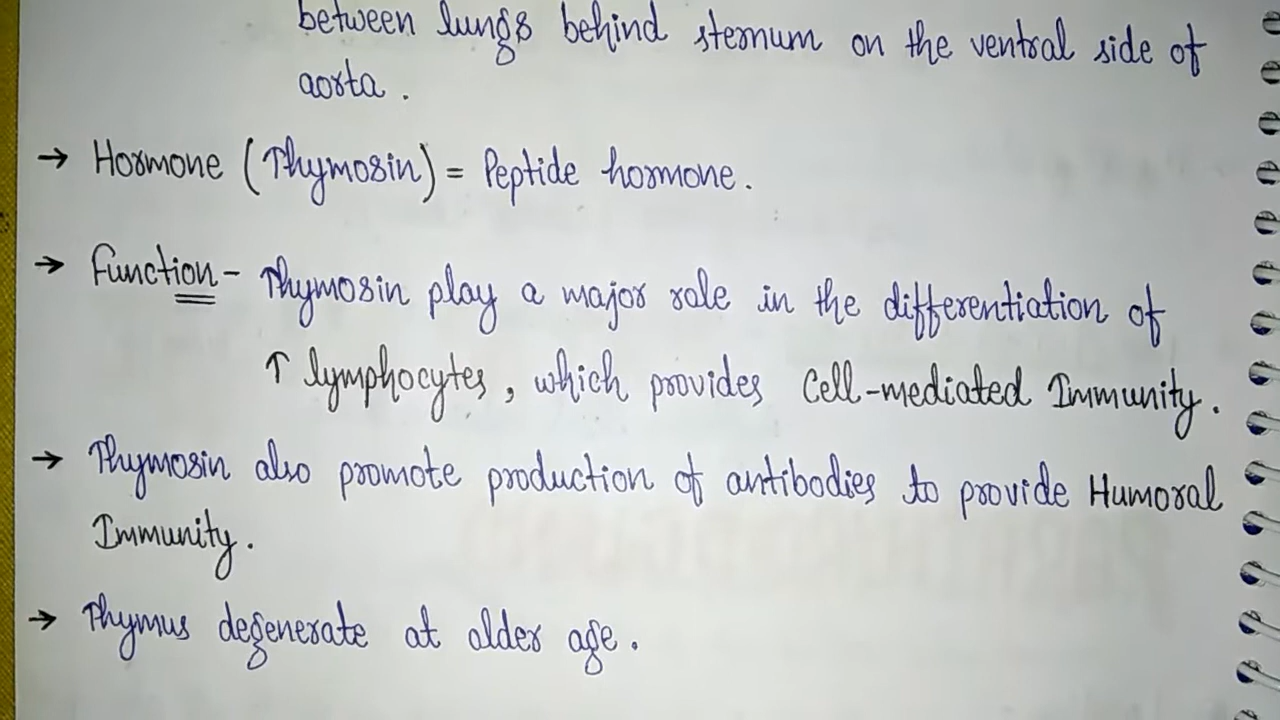 between lungs behind sternum on the ventral side of
aorta.
→ Hormone (Thymosin) = Peptide hormone.
→ Function - Thymosin play a major role in the differentiation of
T lymphocytes, which provides Cell-mediated Immunity.
→ Thymosin also promote production of antibodies to provide Humoral
Immunity.
→ Thymus degenerate at older age.